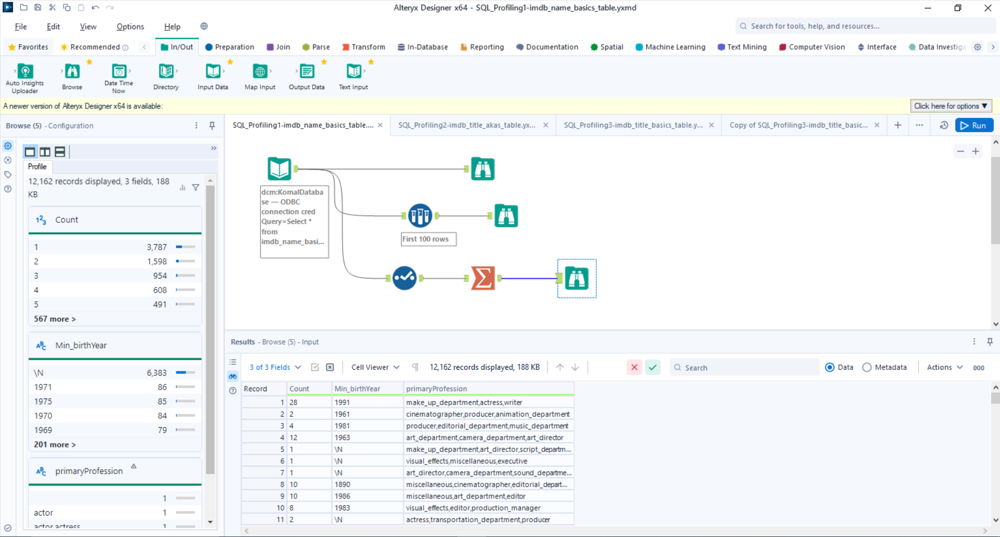 Alteryx Designer x64 - SQL_Profiling1-imdb_name_basics_table.yxmd
File Edit View Options Help
Search for tools, help, and resources...
Favorites Recommended In/Out Preparation Join Parse Transform In-Database Reporting Documentation Spatial Machine Learning Text Mining Computer Vision Interface Data Investiga
Auto Insights Uploader
Browse
Date Time Now
Directory
Input Data
Map Input
Output Data
Text Input
A newer version of Alteryx Designer x64 is available:
Click here for options ▼
Browse (5) - Configuration
SQL_Profiling1-imdb_name_basics_table....
SQL_Profiling2-imdb_title_akas_table.yx...
SQL_Profiling3-imdb_title_basics_table.y...
Copy of SQL_Profiling3-imdb_title_basic...
Run
Profile
12,162 records displayed, 3 fields, 188
KB
123 Count
1 3,787
2 1,598
3 954
4 608
5 491
567 more >
ABC Min_birthYear
\N 6,383
1971 86
1975 85
1970 84
1969 79
201 more >
ABC primaryProfession
1
actor 1
actor,actress 1
dcm:KomalDataba
se — ODBC
connection cred
Query=Select *
from
imdb_name_basi...
First 100 rows
Results - Browse (5) - Input
3 of 3 Fields Cell Viewer 12,162 records displayed, 188 KB Search Data Metadata Actions 000
Record Count Min_birthYear primaryProfession
1 28 1991 make_up_department,actress,writer
2 2 1961 cinematographer,producer,animation_department
3 4 1981 producer,editorial_department,music_department
4 12 1963 art_department,camera_department,art_director
5 1 \N make_up_department,art_director,script_departm...
6 1 \N visual_effects,miscellaneous,executive
7 1 \N art_director,camera_department,sound_departme...
8 10 1890 miscellaneous,cinematographer,editorial_depart...
9 10 1986 miscellaneous,art_department,editor
10 8 1983 visual_effects,editor,production_manager
11 2 \N actress,transportation_department,producer